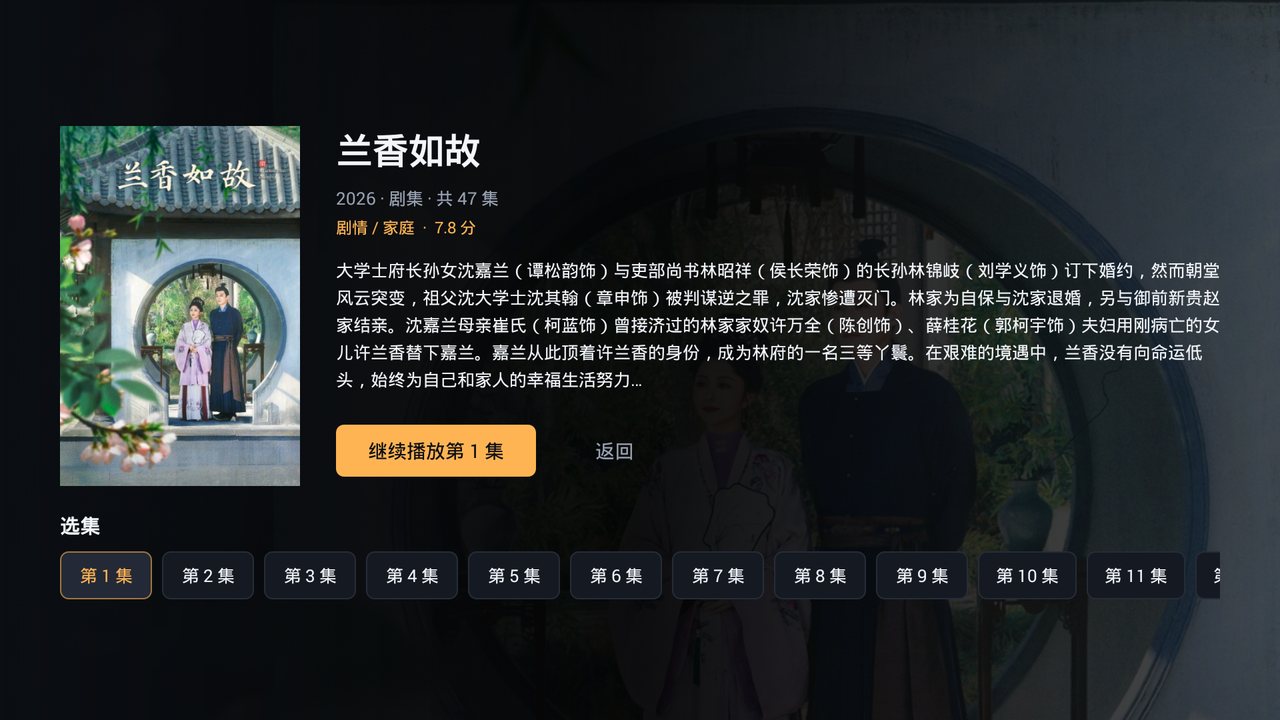 兰香如故
兰香如故
2026 · 剧集 · 共 47 集
剧情 / 家庭 · 7.8 分
大学士府长孙女沈嘉兰（谭松韵饰）与吏部尚书林昭祥（侯长荣饰）的长孙林锦岐（刘学义饰）订下婚约，然而朝堂
风云突变，祖父沈大学士沈其翰（章申饰）被判谋逆之罪，沈家惨遭灭门。林家为自保与沈家退婚，另与御前新贵赵
家结亲。沈嘉兰母亲崔氏（柯蓝饰）曾接济过的林家家奴许万全（陈创饰）、薛桂花（郭柯宇饰）夫妇用刚病亡的女
儿许兰香替下嘉兰。嘉兰从此顶着许兰香的身份，成为林府的一名三等丫鬟。在艰难的境遇中，兰香没有向命运低
头，始终为自己和家人的幸福生活努力...
继续播放第 1 集
返回
选集
第 1 集
第 2 集
第 3 集
第 4 集
第 5 集
第 6 集
第 7 集
第 8 集
第 9 集
第 10 集
第 11 集